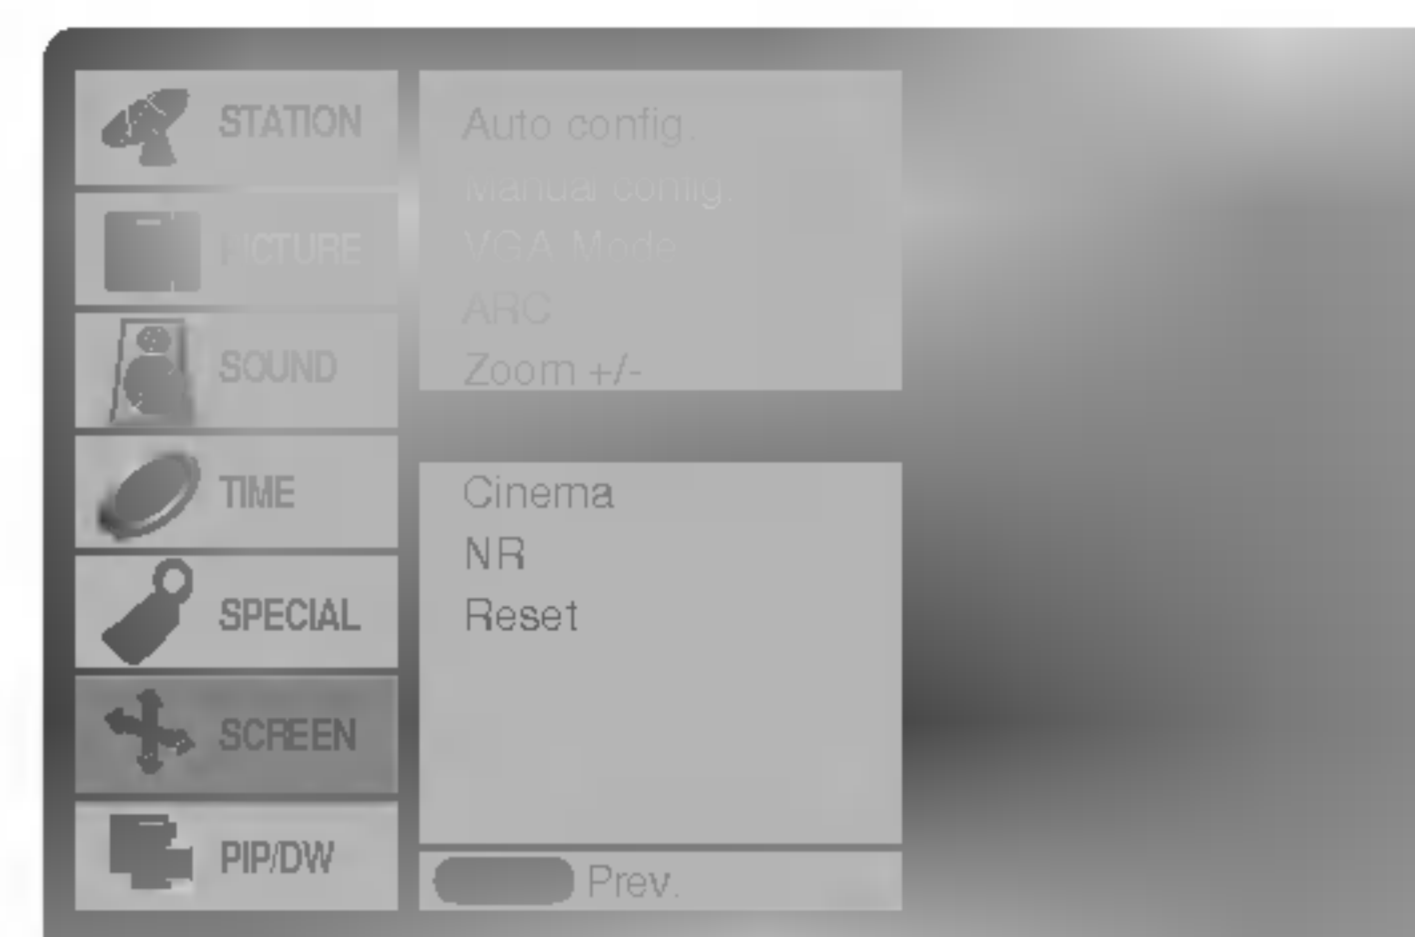 STATION
PICTURE
SOUND
TIME
SPECIAL
SCREEN
PIP/DW
Auto config.
Manual config.
VGA Mode
ARC
Zoom +/-
Cinema
NR
Reset
Prev.